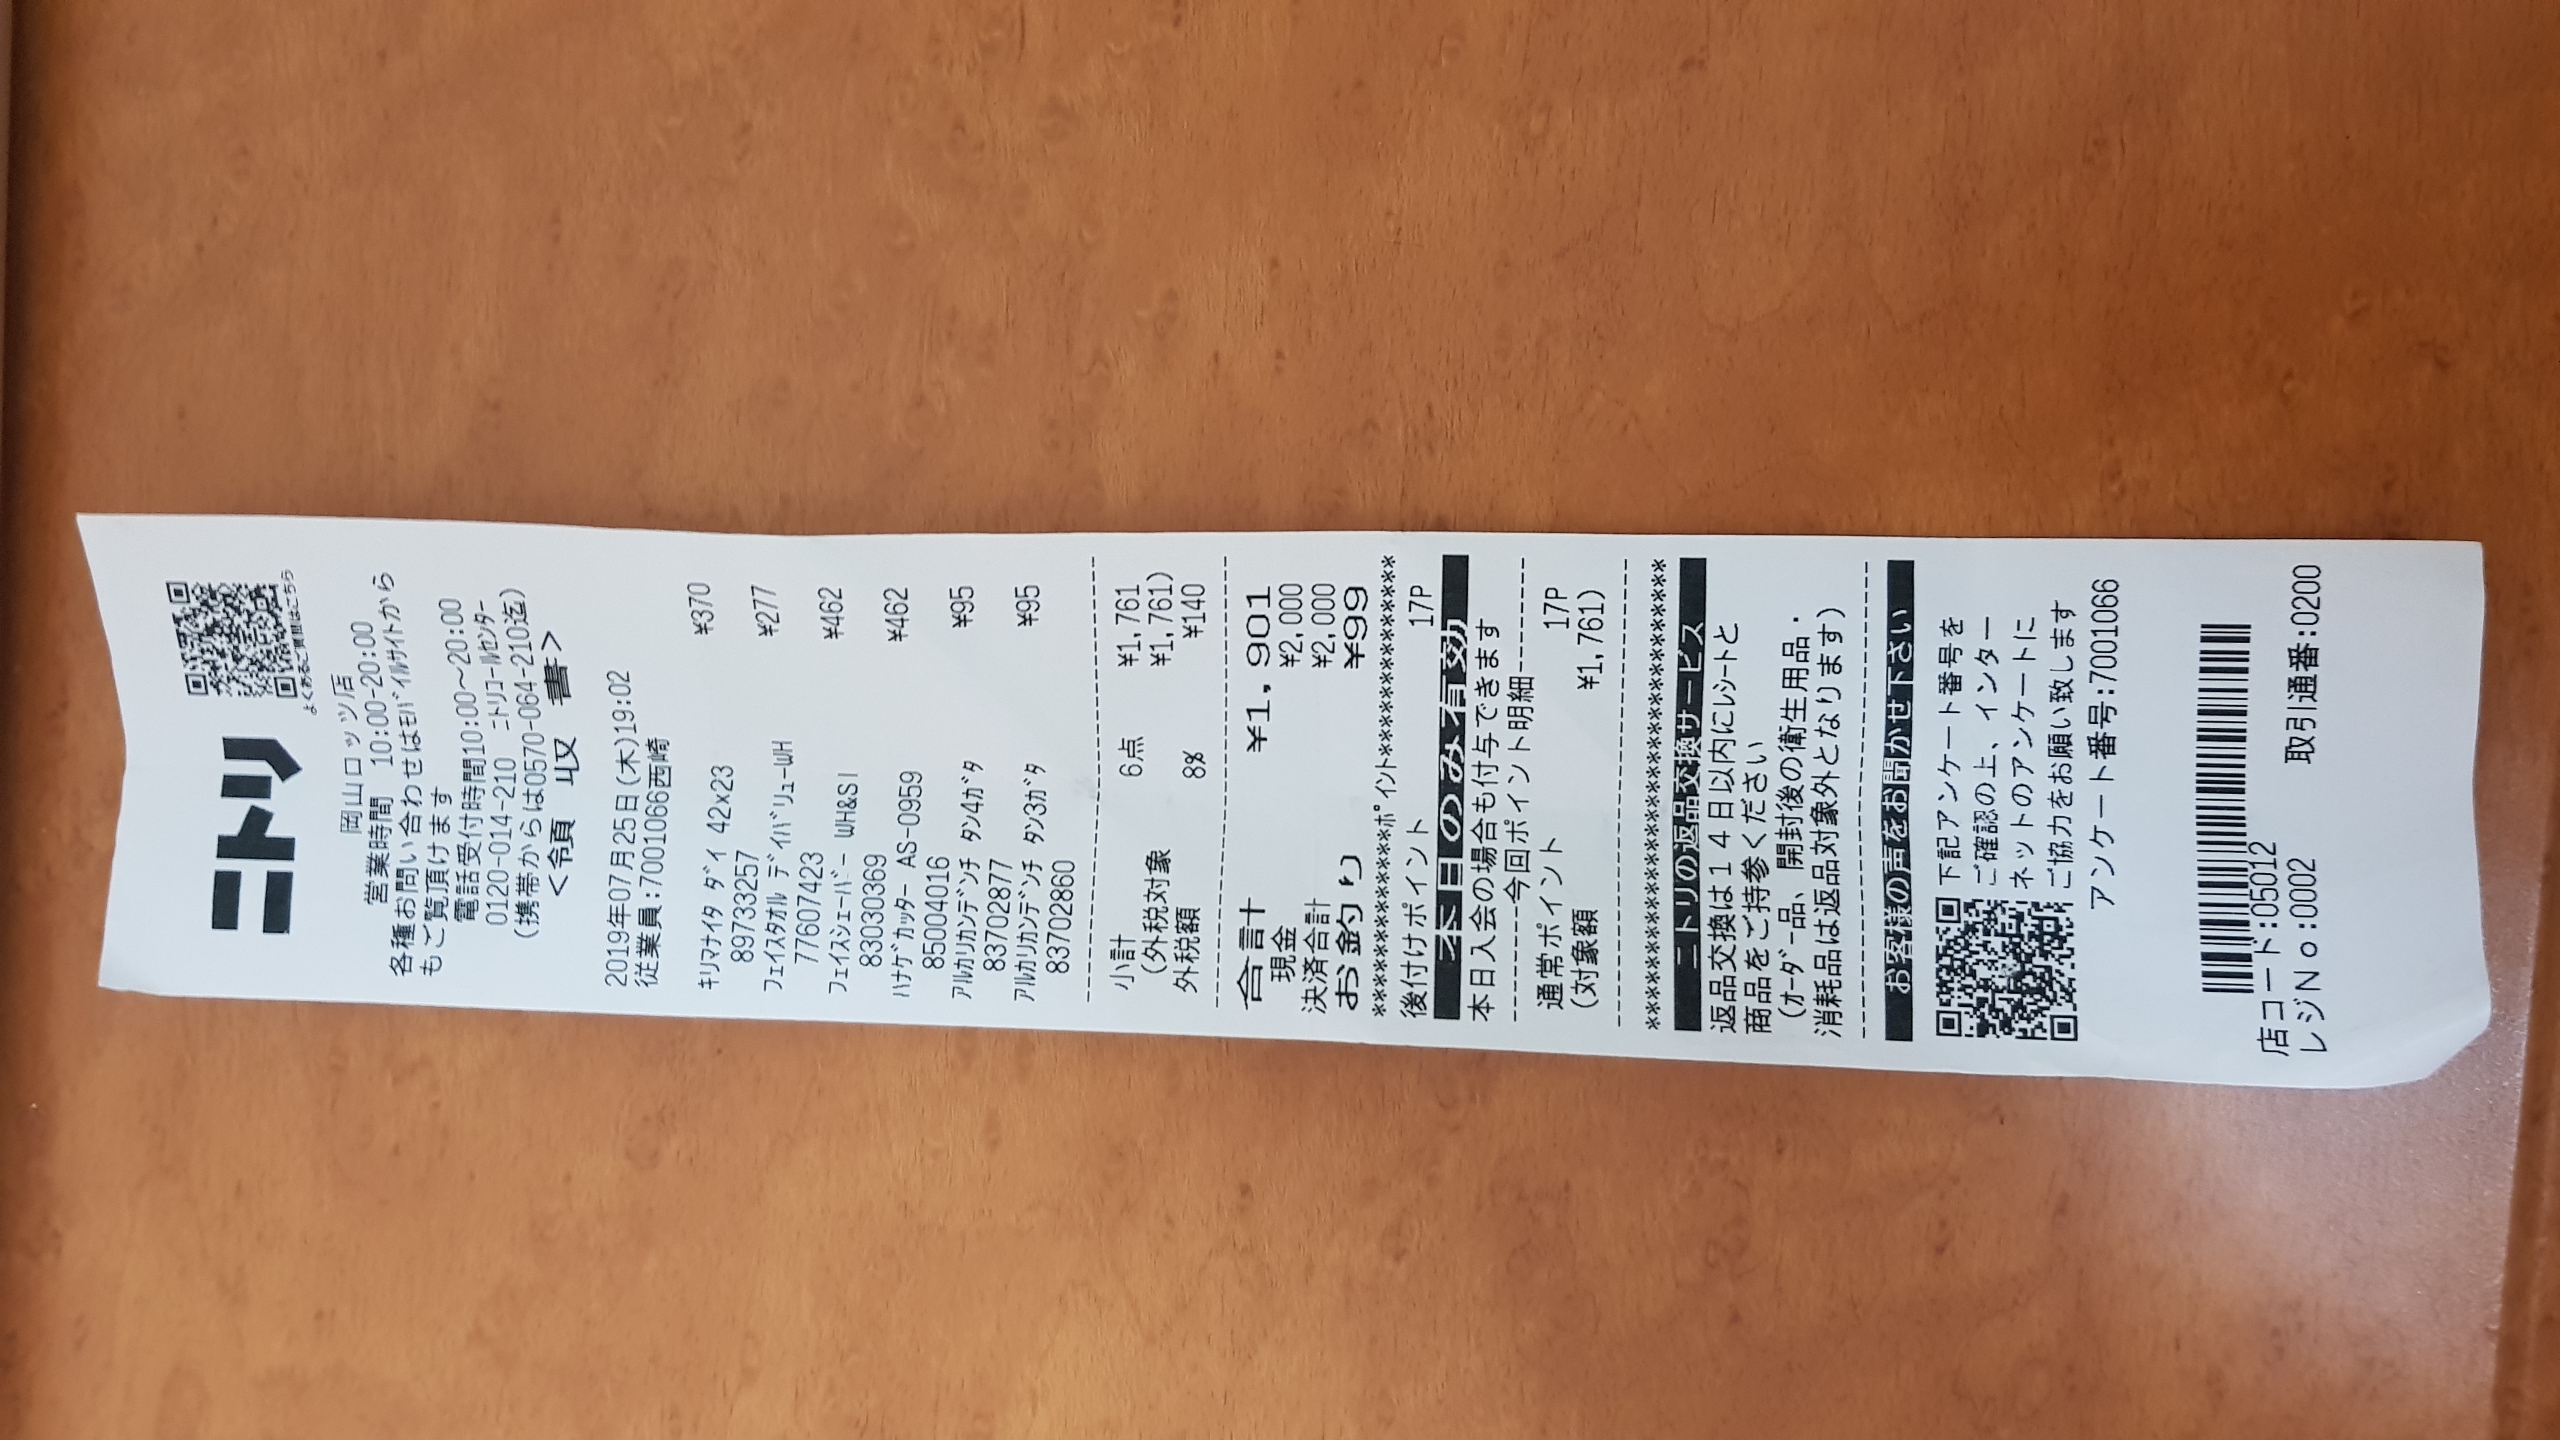 ニトリ
よくあるご質問はこちら
岡山ロッツ店
営業時間 10:00-20:00
各種お問い合わせはﾓﾊﾞｲﾙｻｲﾄから
もご覧頂けます
電話受付時間10:00〜20:00
0120-014-210 ﾆﾄﾘｺｰﾙｾﾝﾀｰ
(携帯からは0570-064-210迄)
<領 収 書>
2019年07月25日(木)19:02
従業員:7001066西崎
ｷﾘﾏﾅｲﾀ ﾀﾞｲ 42x23 ¥370
89733257
ﾌｪｲｽﾀｵﾙ ﾃﾞｲﾊﾞﾘｭｰWH ¥277
77607423
ﾌｪｲｽｼｪｰﾊﾞｰ WH&SI ¥462
83030369
ﾊﾅｹﾞｶｯﾀｰ AS-0959 ¥462
85004016
ｱﾙｶﾘｶﾝﾃﾞﾝﾁ ﾀﾝ4ｶﾞﾀ ¥95
83702877
ｱﾙｶﾘｶﾝﾃﾞﾝﾁ ﾀﾝ3ｶﾞﾀ ¥95
83702860
小計 6点 ¥1,761
(外税対象 ¥1,761)
外税額 8% ¥140
合計 ¥1,901
現金 ¥2,000
決済合計 ¥2,000
お釣り ¥99
*************ﾎﾟｲﾝﾄ**************
後付けポイント 17P
本日のみ有効
本日入会の場合も付与できます
--------今回ポイント明細--------
通常ポイント 17P
(対象額 ¥1,761)
********************************
ニトリの返品交換サービス
返品交換は１４日以内にﾚｼｰﾄと
商品をご持参ください
(ｵｰﾀﾞｰ品、開封後の衛生用品・
消耗品は返品対象外となります)
お客様の声をお聞かせ下さい
下記アンケート番号を
ご確認の上、インター
ネットのアンケートに
ご協力をお願い致します
アンケート番号:7001066
店コード:05012
レジＮｏ:0002 取引通番:0200